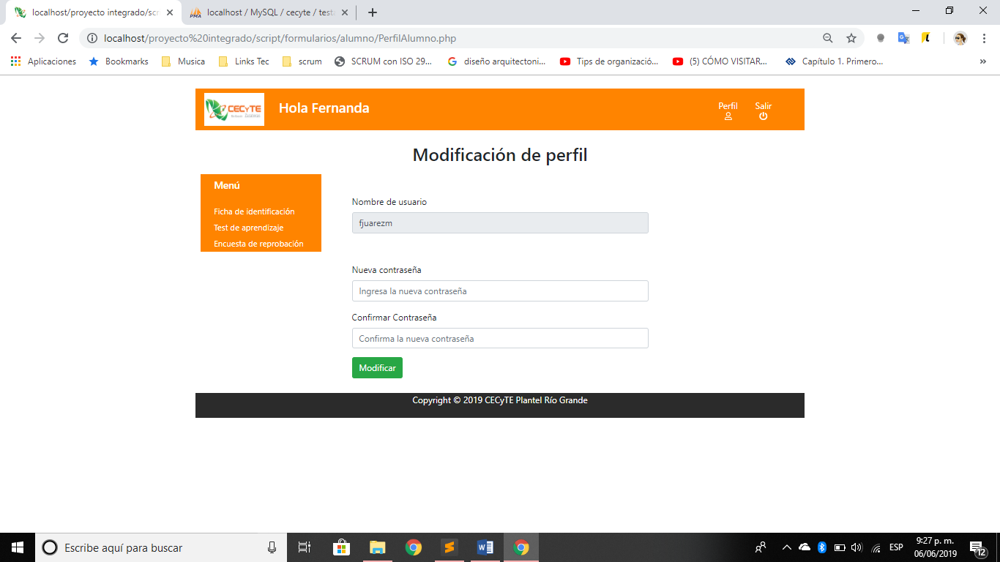 localhost/proyecto integrado/scr
localhost / MySQL / cecyte / test
localhost/proyecto%20integrado/script/formularios/alumno/PerfilAlumno.php
Aplicaciones
Bookmarks
Musica
Links Tec
scrum
SCRUM con ISO 29...
diseño arquitectoni...
Tips de organizació...
(5) CÓMO VISITAR...
Capítulo 1. Primero...
»
CECyTE
Zacatecas
Hola Fernanda
Perfil
Salir
Modificación de perfil
Menú
Ficha de identificación
Test de aprendizaje
Encuesta de reprobación
Nombre de usuario
fjuarezm
Nueva contraseña
Ingresa la nueva contraseña
Confirmar Contraseña
Confirma la nueva contraseña
Modificar
Copyright © 2019 CECyTE Plantel Río Grande
Escribe aquí para buscar
ESP
9:27 p. m.
06/06/2019
12